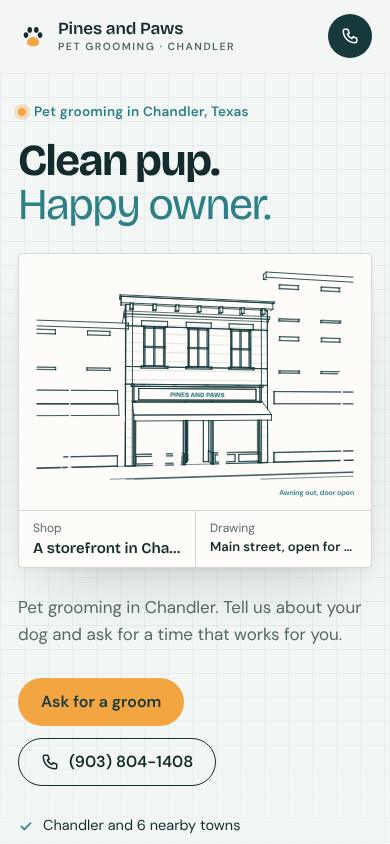 Pines and Paws
PET GROOMING · CHANDLER
Pet grooming in Chandler, Texas
Clean pup.
Happy owner.
PINES AND PAWS
Awning out, door open
Shop
A storefront in Cha...
Drawing
Main street, open for ...
Pet grooming in Chandler. Tell us about your
dog and ask for a time that works for you.
Ask for a groom
(903) 804-1408
Chandler and 6 nearby towns